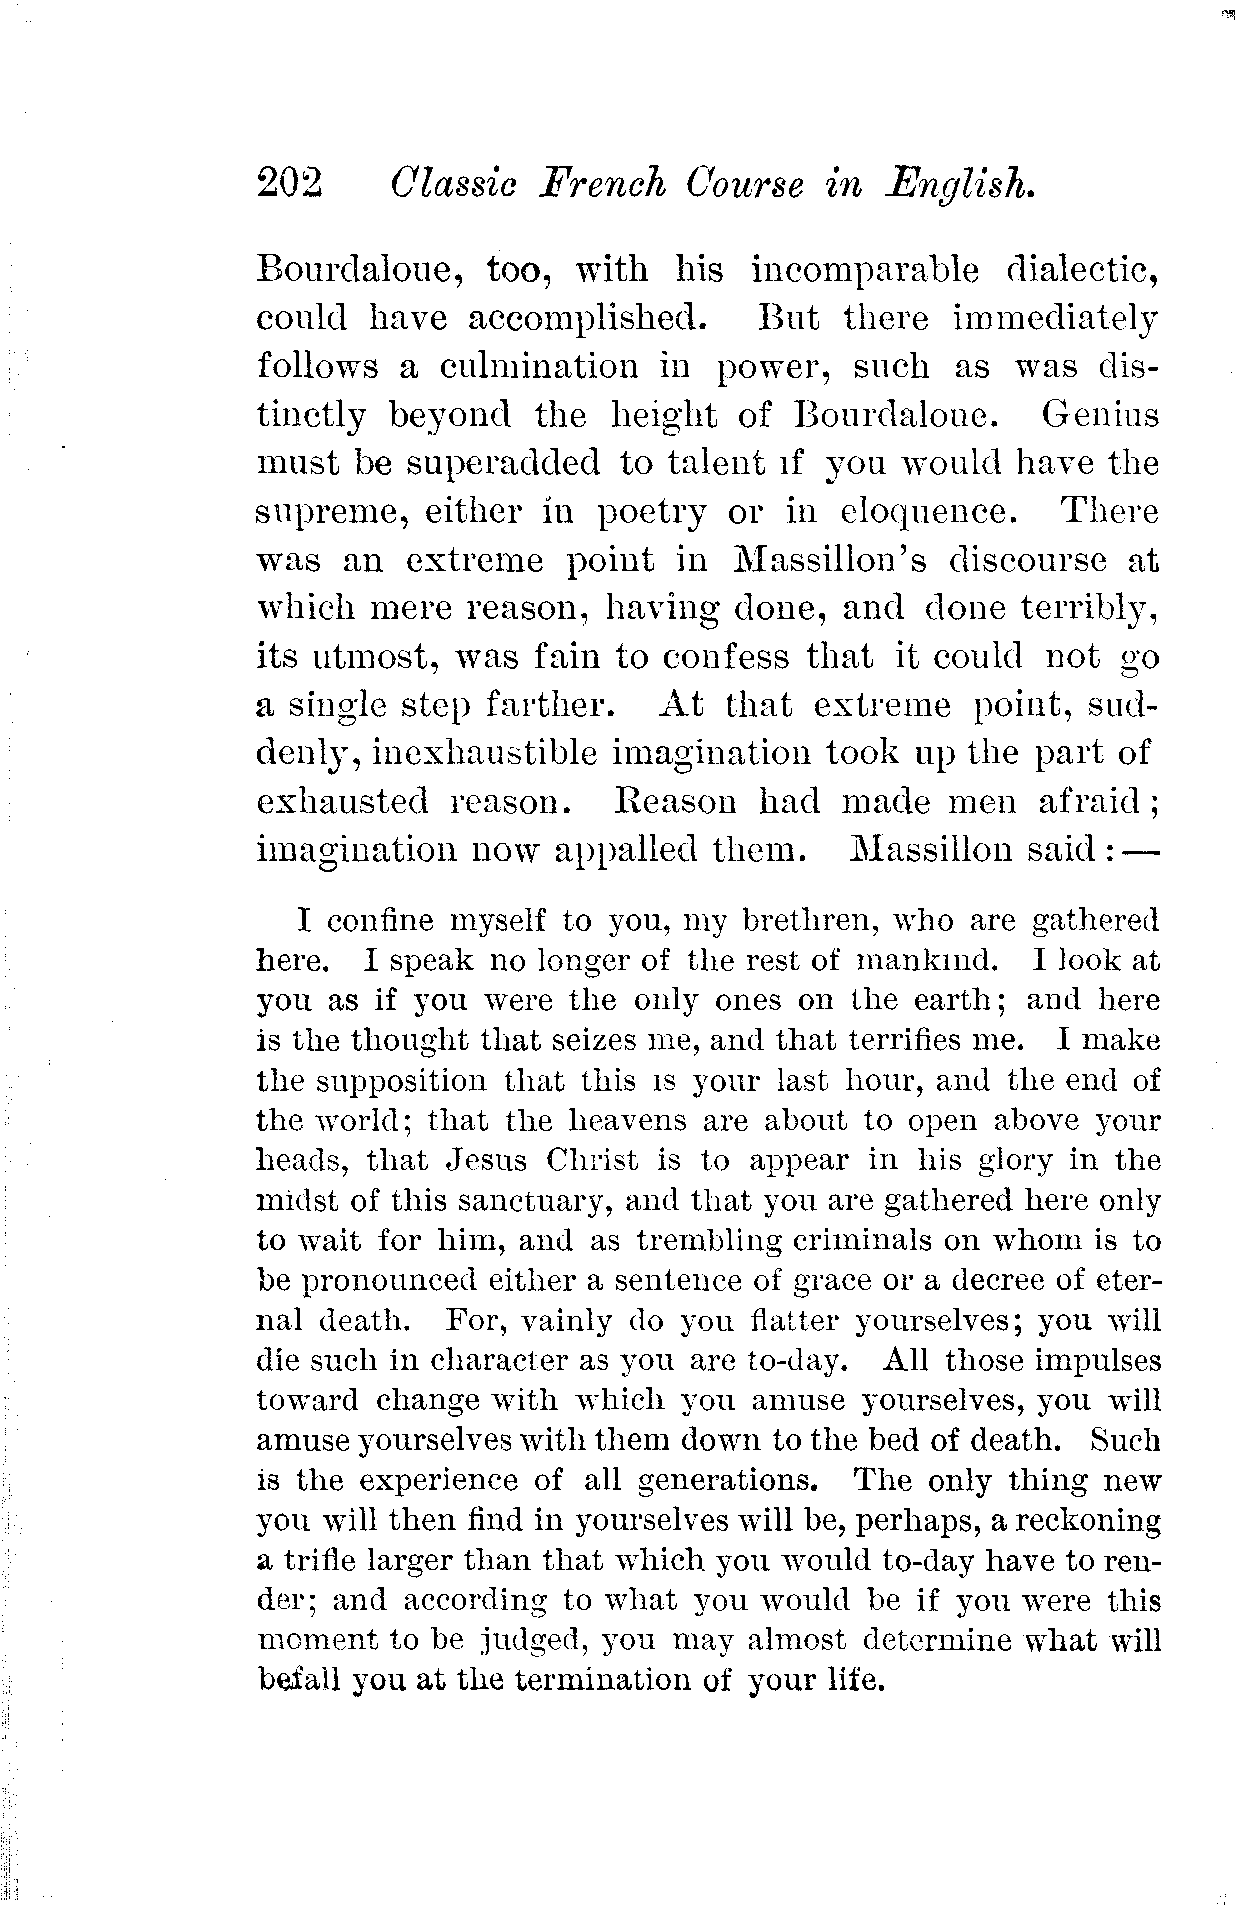 202 Classic French Course in English.
Bourdaloue, too, with his incomparable dialectic,
could have accomplished. But there immediately
follows a culmination in power, such as was dis-
tinctly beyond the height of Bourdaloue. Genius
must be superadded to talent if you would have the
supreme, either in poetry or in eloquence. There
was an extreme point in Massillon's discourse at
which mere reason, having done, and done terribly,
its utmost, was fain to confess that it could not go
a single step farther. At that extreme point, sud-
denly, inexhaustible imagination took up the part of
exhausted reason. Reason had made men afraid;
imagination now appalled them. Massillon said:—
I confine myself to you, my brethren, who are gathered
here. I speak no longer of the rest of mankind. I look at
you as if you were the only ones on the earth; and here
is the thought that seizes me, and that terrifies me. I make
the supposition that this is your last hour, and the end of
the world; that the heavens are about to open above your
heads, that Jesus Christ is to appear in his glory in the
midst of this sanctuary, and that you are gathered here only
to wait for him, and as trembling criminals on whom is to
be pronounced either a sentence of grace or a decree of eter-
nal death. For, vainly do you flatter yourselves; you will
die such in character as you are to-day. All those impulses
toward change with which you amuse yourselves, you will
amuse yourselves with them down to the bed of death. Such
is the experience of all generations. The only thing new
you will then find in yourselves will be, perhaps, a reckoning
a trifle larger than that which you would to-day have to ren-
der; and according to what you would be if you were this
moment to be judged, you may almost determine what will
befall you at the termination of your life.